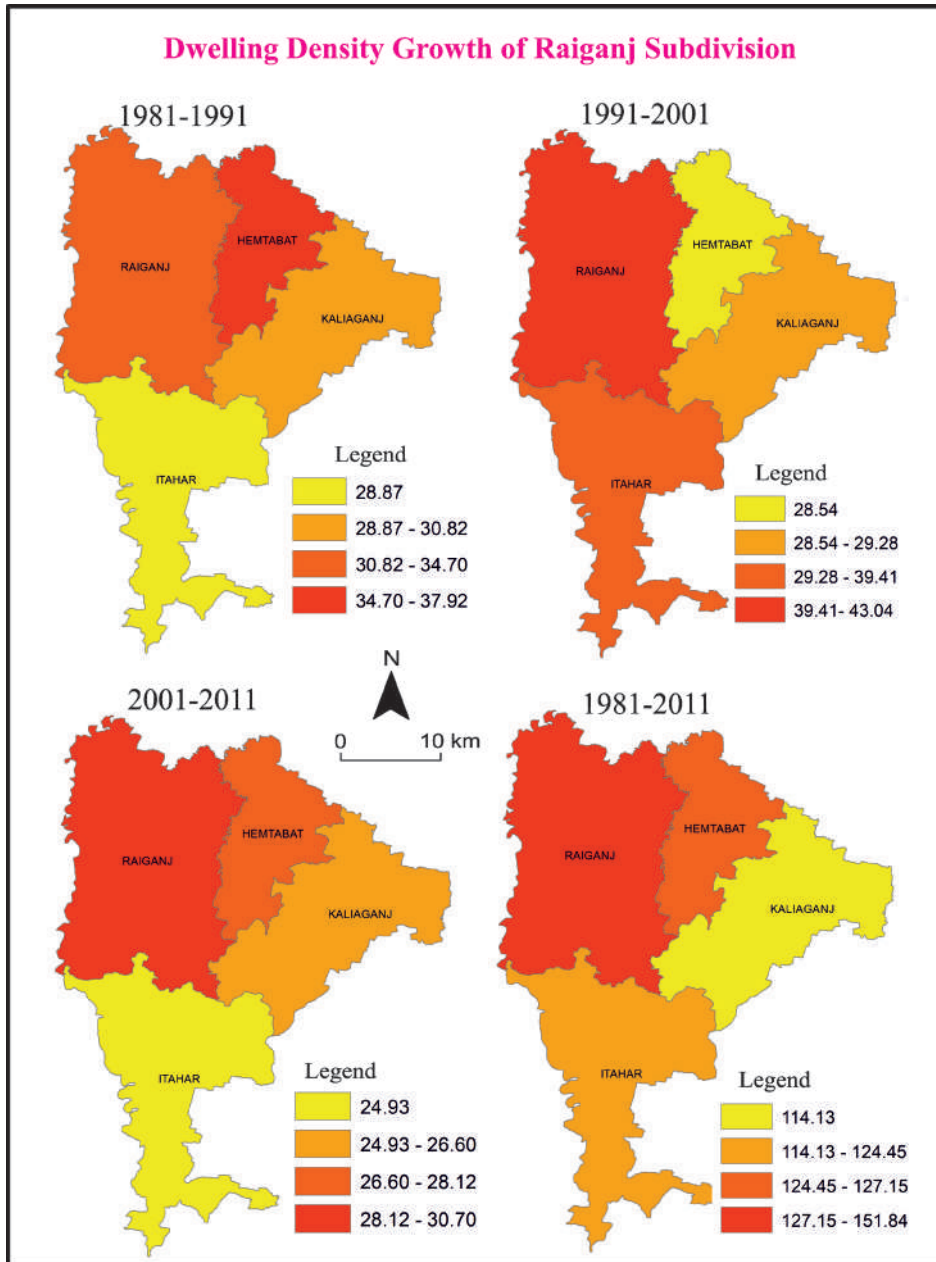 Dwelling Density Growth of Raiganj Subdivision
1981-1991
RAIGANJ
HEMTABAT
KALIAGANJ
ITAHAR
Legend
28.87
28.87 - 30.82
30.82 - 34.70
34.70 - 37.92
1991-2001
RAIGANJ
HEMTABAT
KALIAGANJ
ITAHAR
Legend
28.54
28.54 - 29.28
29.28 - 39.41
39.41- 43.04
N
0 10 km
2001-2011
RAIGANJ
HEMTABAT
KALIAGANJ
ITAHAR
Legend
24.93
24.93 - 26.60
26.60 - 28.12
28.12 - 30.70
1981-2011
RAIGANJ
HEMTABAT
KALIAGANJ
ITAHAR
Legend
114.13
114.13 - 124.45
124.45 - 127.15
127.15 - 151.84